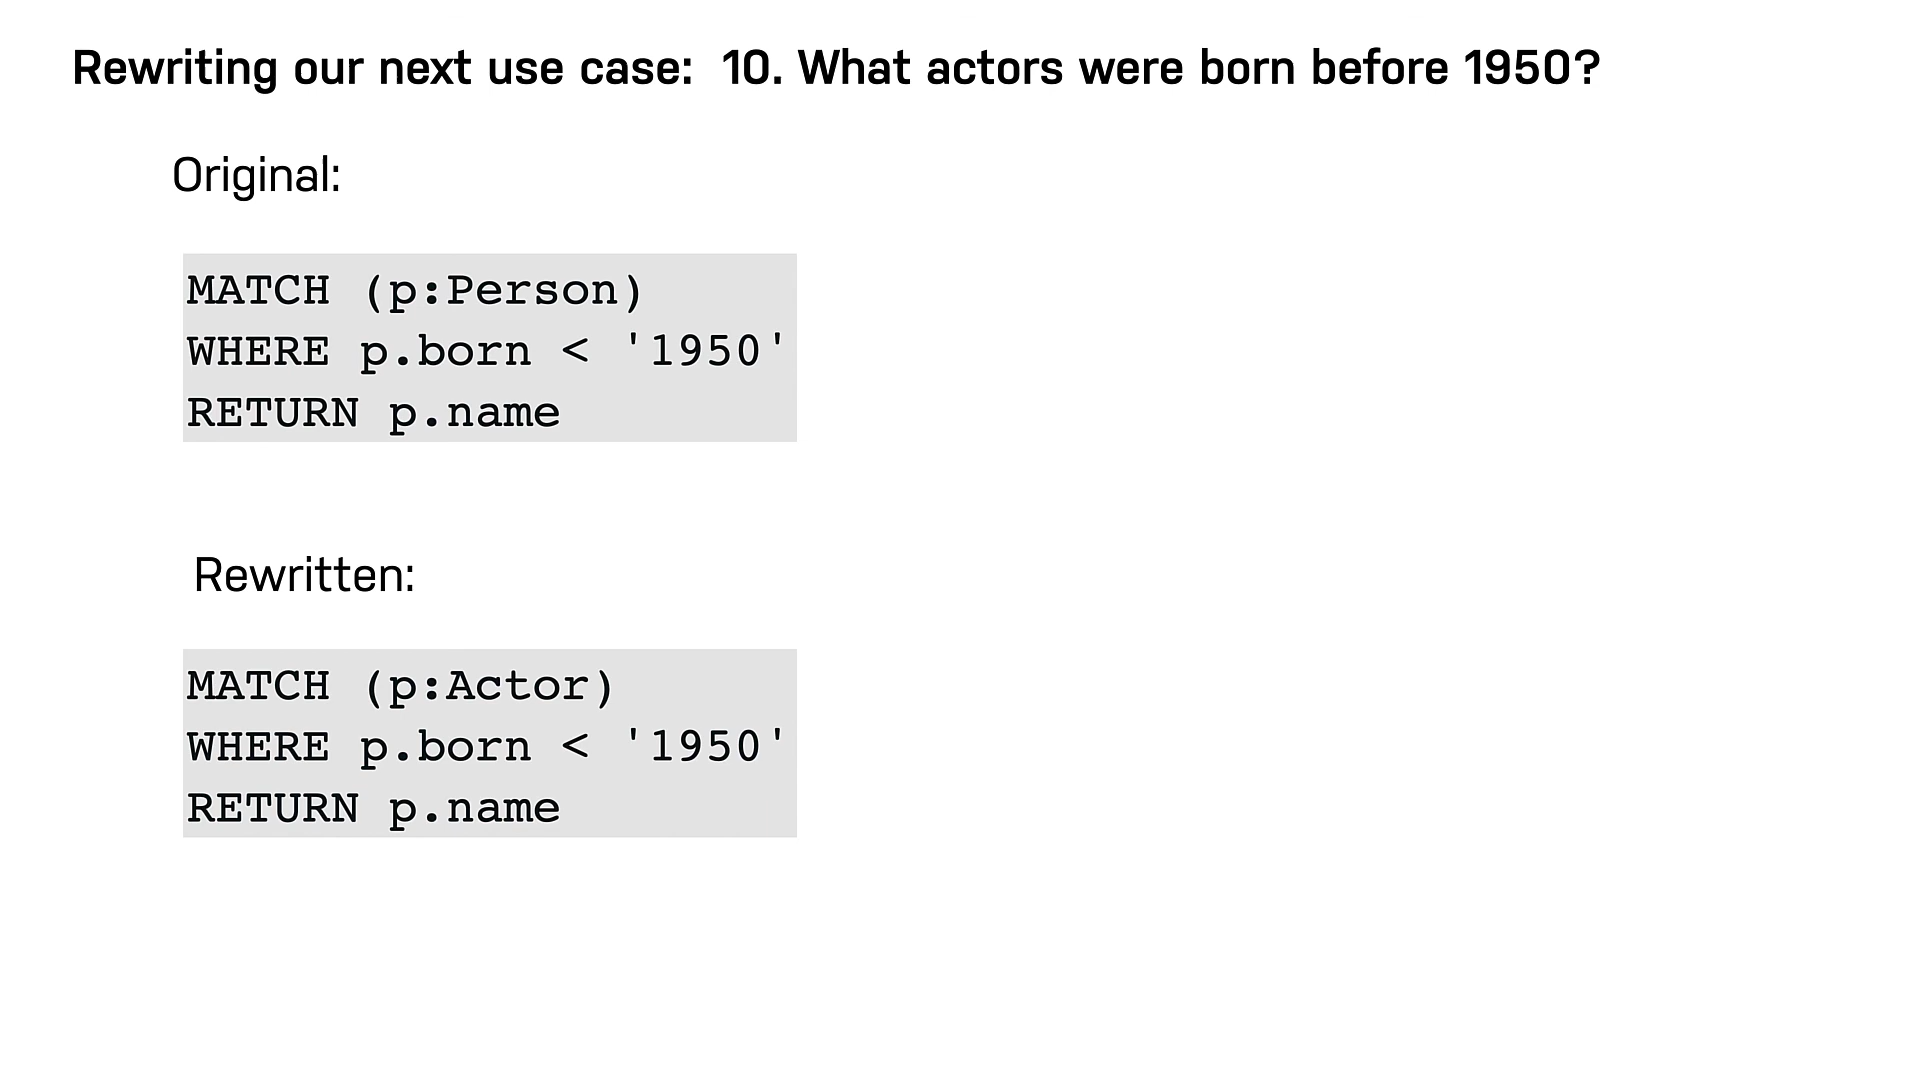 Rewriting our next use case:  10. What actors were born before 1950?
Original:
MATCH (p:Person)
WHERE p.born < '1950'
RETURN p.name
Rewritten:
MATCH (p:Actor)
WHERE p.born < '1950'
RETURN p.name